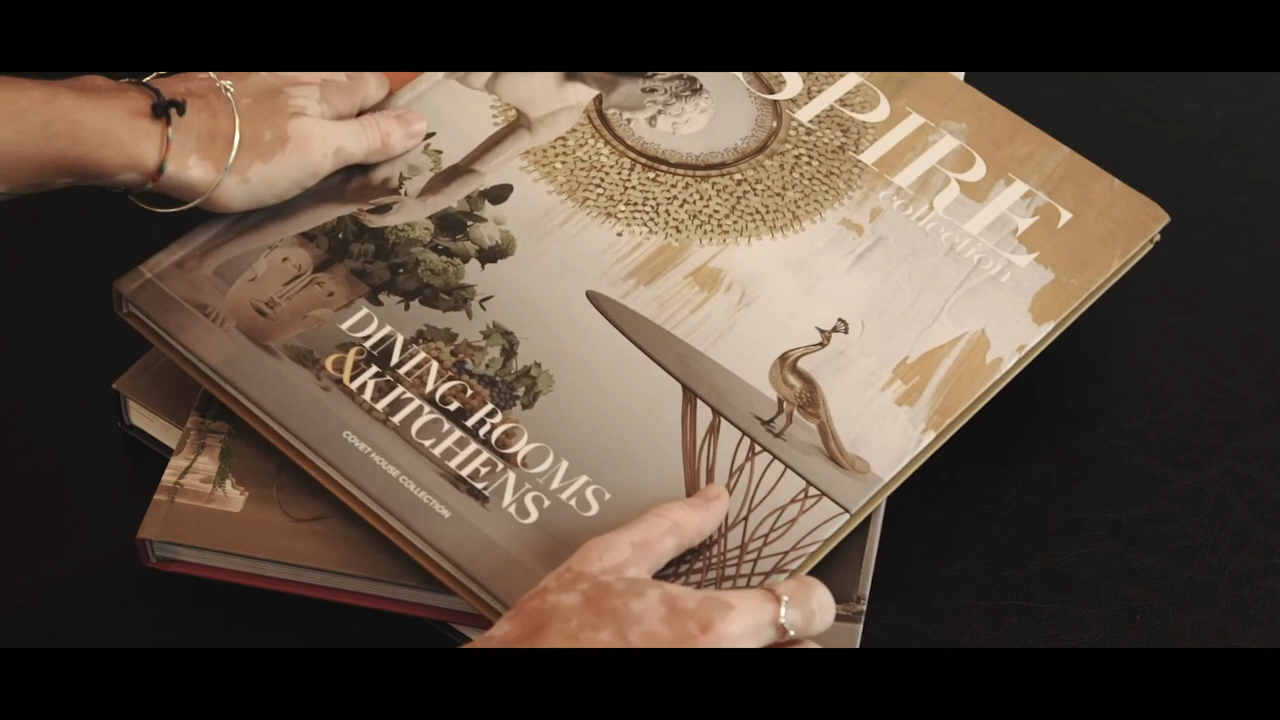 SPIRE
collection
DINING ROOMS
&KITCHENS
COVET HOUSE COLLECTION